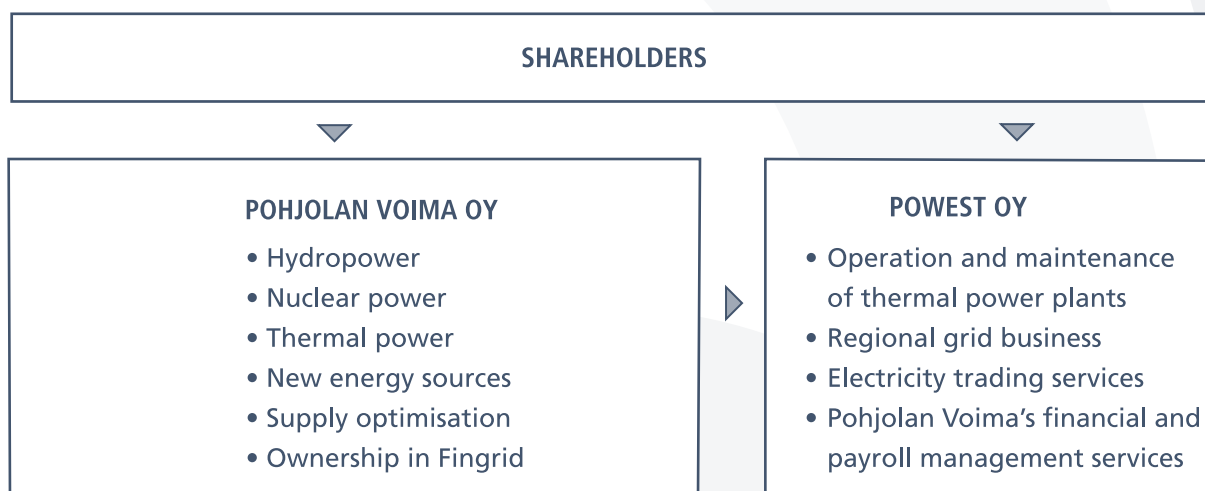 SHAREHOLDERS
POHJOLAN VOIMA OY
• Hydropower
• Nuclear power
• Thermal power
• New energy sources
• Supply optimisation
• Ownership in Fingrid
POWEST OY
• Operation and maintenance
of thermal power plants
• Regional grid business
• Electricity trading services
• Pohjolan Voima’s financial and
payroll management services